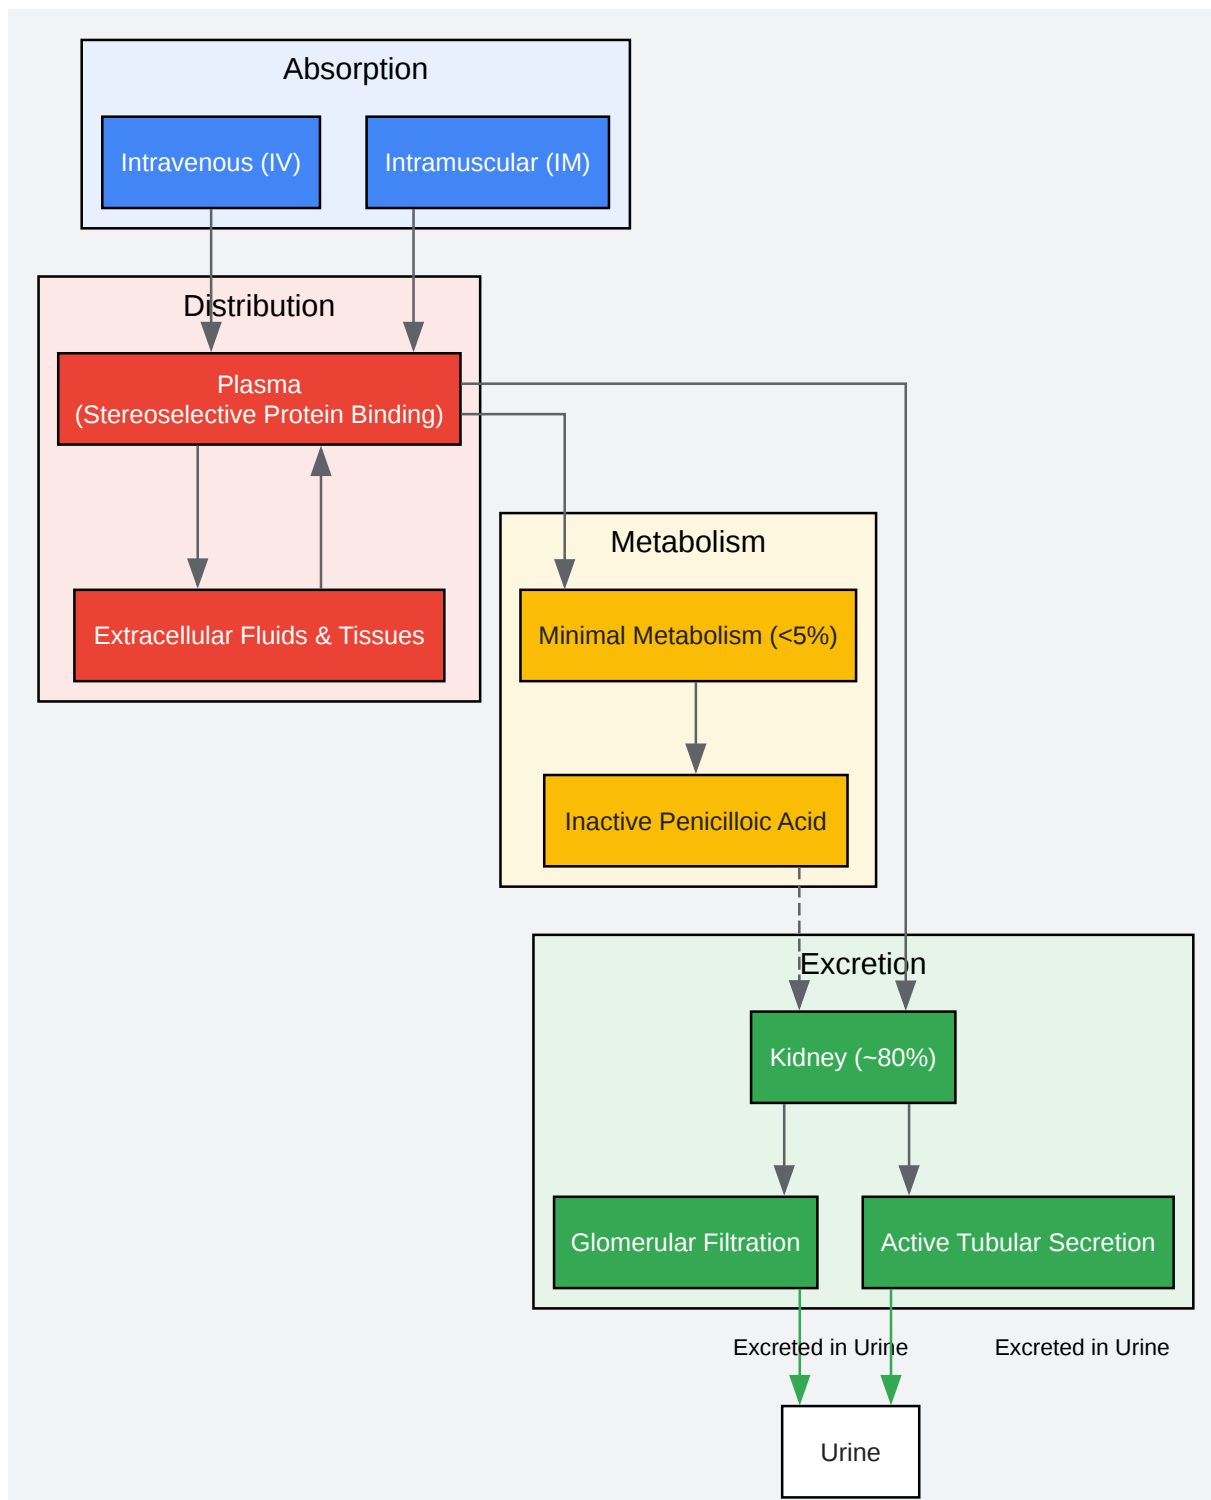 Absorption
Intravenous (IV)
Intramuscular (IM)
Distribution
Plasma
(Stereoselective Protein Binding)
Extracellular Fluids & Tissues
Metabolism
Minimal Metabolism (<5%)
Inactive Penicilloic Acid
Excretion
Kidney (~80%)
Glomerular Filtration
Active Tubular Secretion
Excreted in Urine
Excreted in Urine
Urine